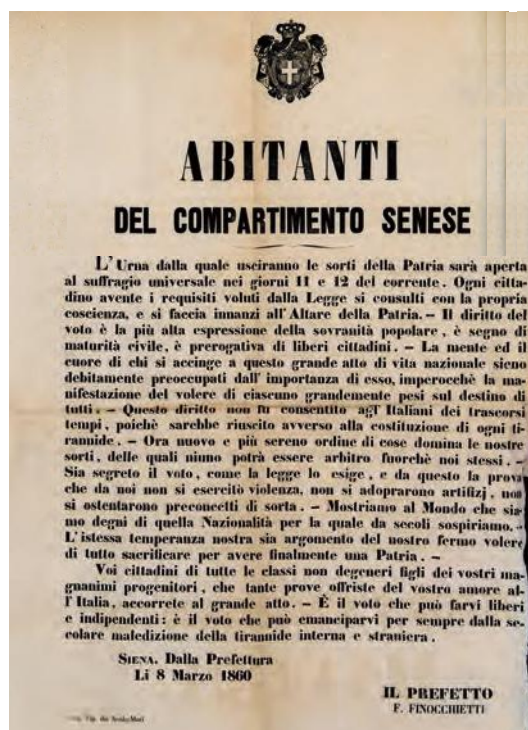 ABITANTI
DEL COMPARTIMENTO SENESE
L'Urna dalla quale usciranno le sorti della Patria sarà aperta
al suffragio universale nei giorni 11 e 12 del corrente. Ogni citta-
dino avente i requisiti voluti dalla Legge si consulti con la propria
coscienza, e si faccia innanzi all'Altare della Patria. – Il diritto del
voto è la più alta espressione della sovranità popolare, è segno di
maturità civile, è prerogativa di liberi cittadini. – La mente ed il
cuore di chi si accinge a questo grande atto di vita nazionale sieno
debitamente preoccupati dall'importanza di esso, imperocchè la ma-
nifestazione del volere di ciascuno grandemente pesi sul destino di
tutti. – Questo diritto non fu consentito agl'Italiani dei trascorsi
tempi, poichè sarebbe riuscito avverso alla costituzione di ogni ti-
rannide. – Ora nuovo e più sereno ordine di cose domina le nostre
sorti, delle quali niuno potrà essere arbitro fuorchè noi stessi. –
Sia segreto il voto, come la legge lo esige, e da questo la prova
che da noi non si esercitò violenza, non si adoprarono artifizj, non
si ostentarono preconcetti di sorta. – Mostriamo al Mondo che sia-
mo degni di quella Nazionalità per la quale da secoli sospiriamo. –
L'istessa temperanza nostra sia argomento del nostro fermo volere
di tutto sacrificare per avere finalmente una Patria. –
Voi cittadini di tutte le classi non degeneri figli dei vostri ma-
gnanimi progenitori, che tante prove offriste del vostro amore al-
l'Italia, accorrete al grande atto. – È il voto che può farvi liberi
e indipendenti: è il voto che può emanciparvi per sempre dalla se-
colare maledizione della tirannide interna e straniera.
SIENA. Dalla Prefettura
Li 8 Marzo 1860
IL PREFETTO
F. FINOCCHIETTI
Tip. dei Sordo-Muti